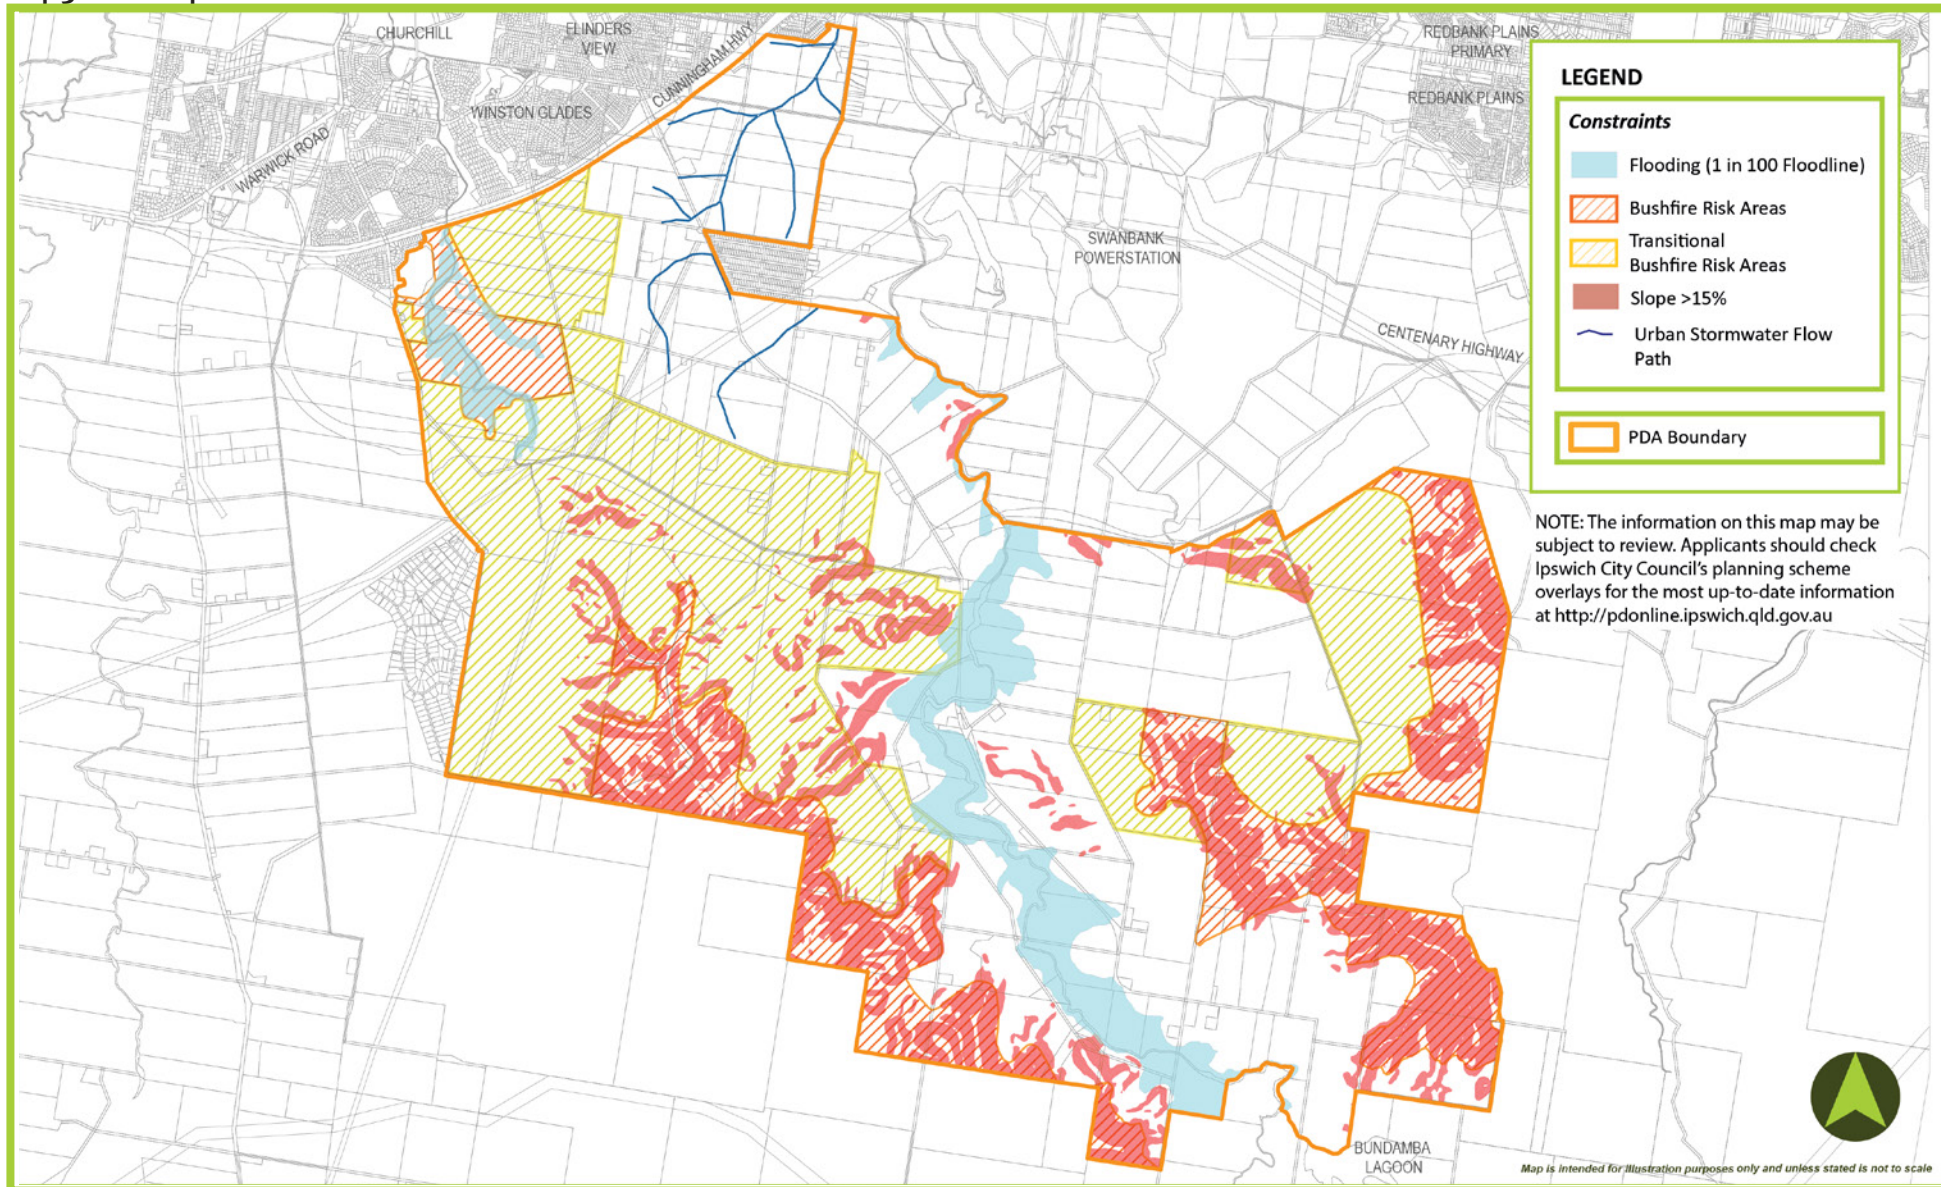 CHURCHILL
FLINDERS
VIEW
CUNNINGHAM HWY
WINSTON GLADES
WARWICK ROAD
REDBANK PLAINS
PRIMARY
REDBANK PLAINS
SWANBANK
POWERSTATION
CENTENARY HIGHWAY
BUNDAMBA
LAGOON
LEGEND
Constraints
Flooding (1 in 100 Floodline)
Bushfire Risk Areas
Transitional
Bushfire Risk Areas
Slope >15%
Urban Stormwater Flow
Path
PDA Boundary
NOTE: The information on this map may be
subject to review. Applicants should check
Ipswich City Council's planning scheme
overlays for the most up-to-date information
at http://pdonline.ipswich.qld.gov.au
Map is intended for illustration purposes only and unless stated is not to scale